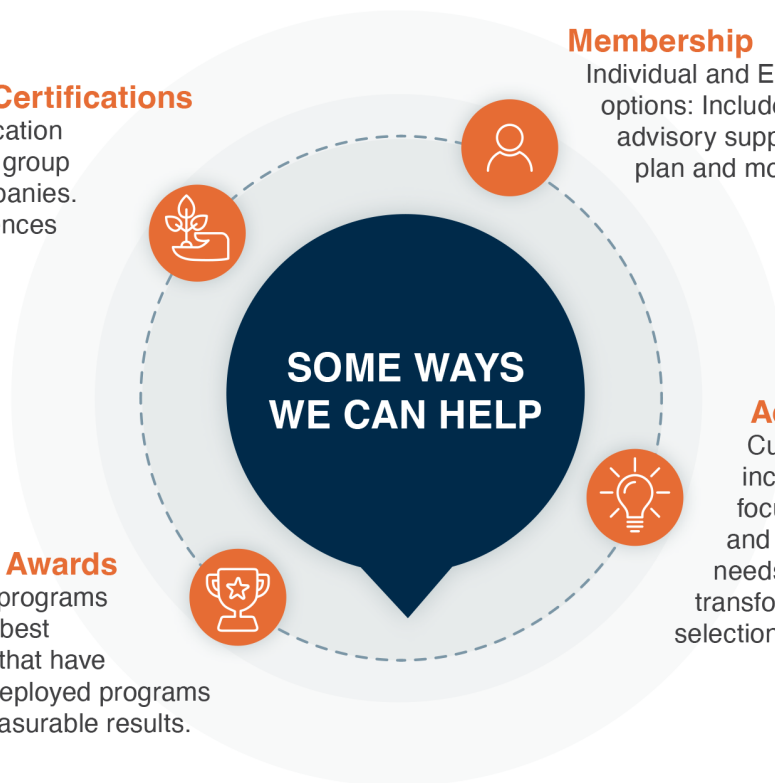 Membership
Individual and E
options: Include
advisory supp
plan and mo
Certifications
cation
group
panies.
nces
SOME WAYS
WE CAN HELP
Ad
Cu
inc
focu
and
needs
transfo
selection
Awards
programs
best
that have
eployed programs
asurable results.